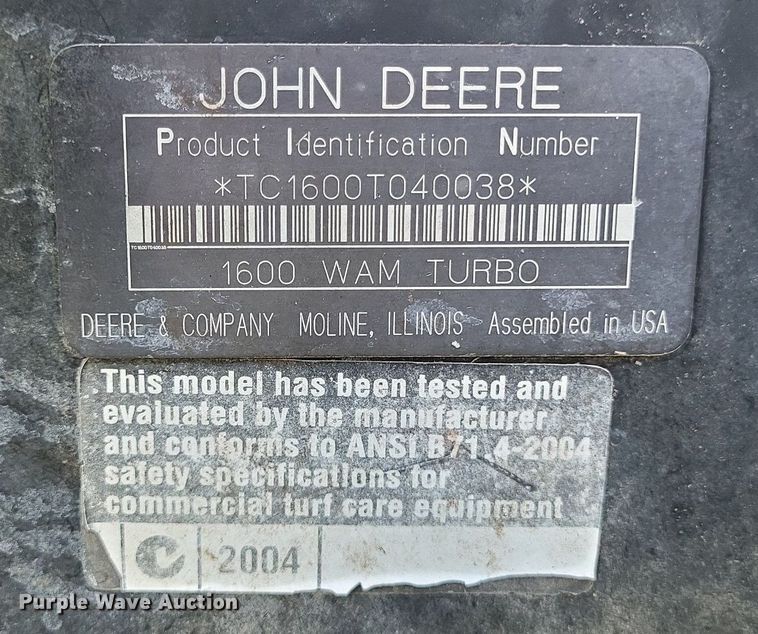 JOHN DEERE
Product Identification Number
*TC1600T040038*
TC1600T040038
1600 WAM TURBO
DEERE & COMPANY MOLINE, ILLINOIS Assembled in USA
This model has been tested and
evaluated by the manufacturer
and conforms to ANSI B71.4-2004
safety specifications for
commercial turf care equipment
2004
Purple Wave Auction